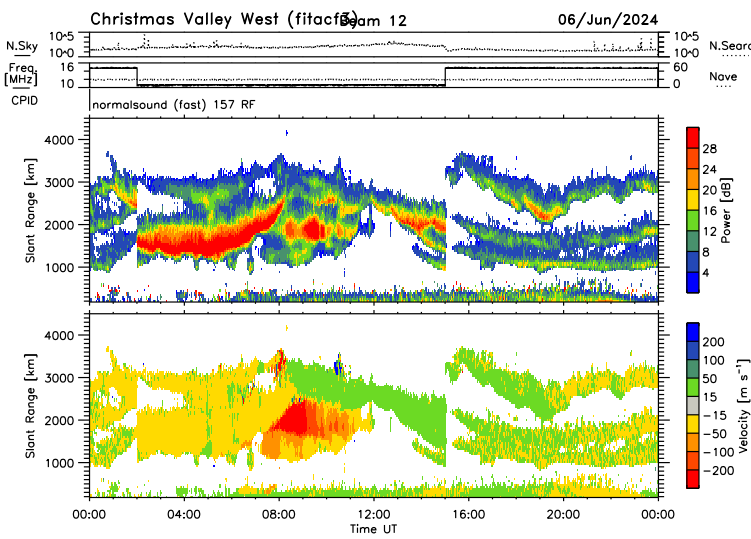 Christmas Valley West (fitacf3) Beam 12 06/Jun/2024
N.Sky 10^5 10^0 10^5 10^0 N.Searc
Freq [MHz] 16 10 60 0 Nave
CPID normalsound (fast) 157 RF
Slant Range [km] 4000 3000 2000 1000
Power [dB] 28 24 20 16 12 8 4
Slant Range [km] 4000 3000 2000 1000
Velocity [m s⁻¹] 200 100 50 15 −15 −50 −100 −200
00:00 04:00 08:00 12:00 16:00 20:00 00:00
Time UT